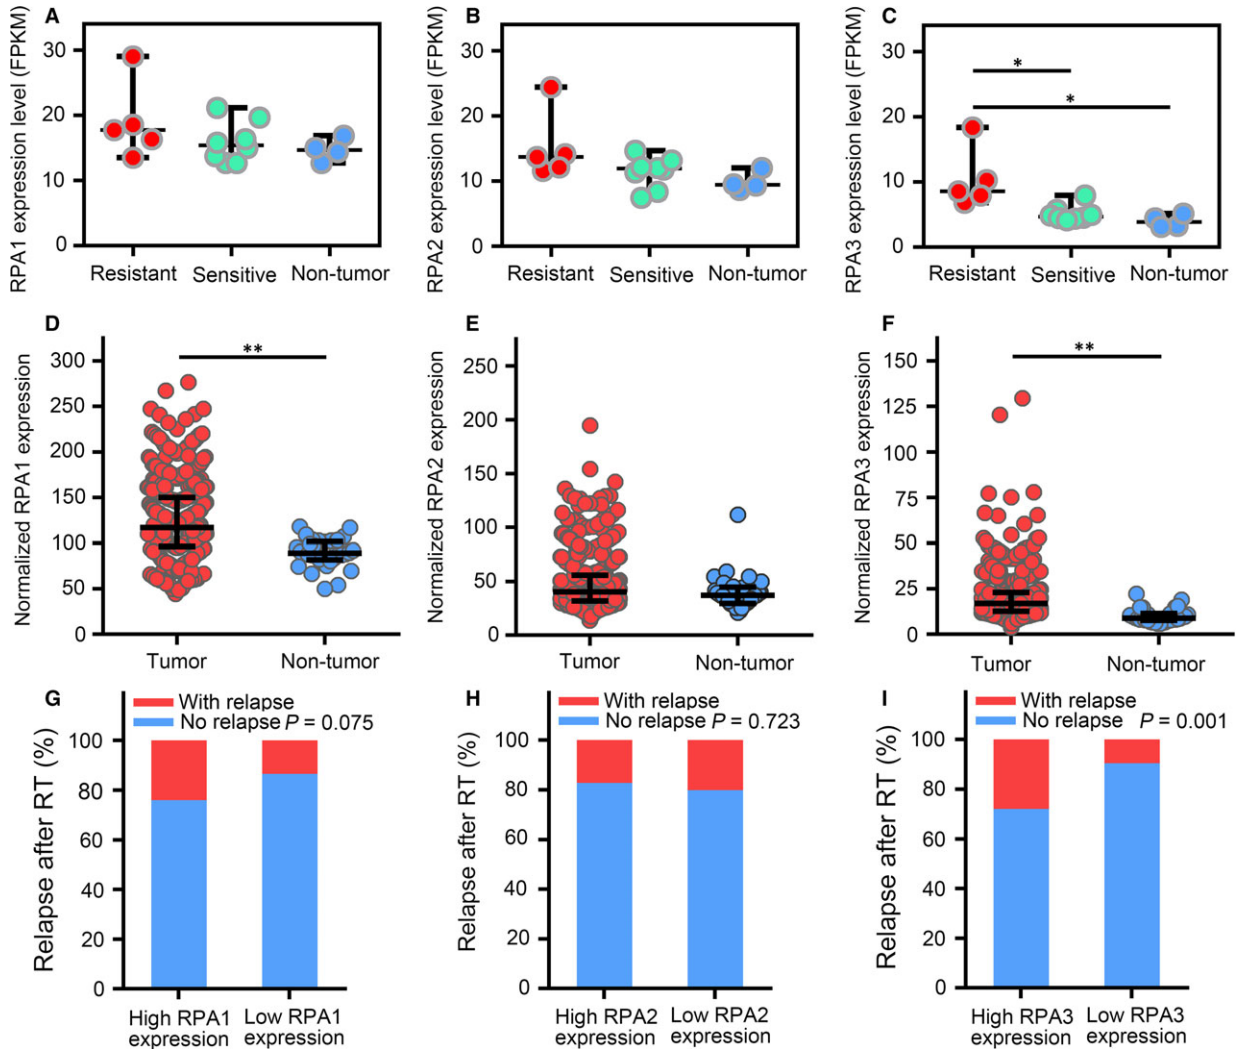 A
RPA1 expression level (FPKM)
30
20
10
0
Resistant
Sensitive
Non-tumor
B
RPA2 expression level (FPKM)
30
20
10
0
Resistant
Sensitive
Non-tumor
C
RPA3 expression level (FPKM)
30
20
10
0
*
*
Resistant
Sensitive
Non-tumor
D
Normalized RPA1 expression
300
250
200
150
100
50
0
**
Tumor
Non-tumor
E
Normalized RPA2 expression
250
200
150
100
50
0
Tumor
Non-tumor
F
Normalized RPA3 expression
150
125
100
75
50
25
0
**
Tumor
Non-tumor
G
With relapse
No relapse P = 0.075
Relapse after RT (%)
100
80
60
40
20
0
High RPA1
expression
Low RPA1
expression
H
With relapse
No relapse P = 0.723
Relapse after RT (%)
100
80
60
40
20
0
High RPA2
expression
Low RPA2
expression
I
With relapse
No relapse P = 0.001
Relapse after RT (%)
100
80
60
40
20
0
High RPA3
expression
Low RPA3
expression